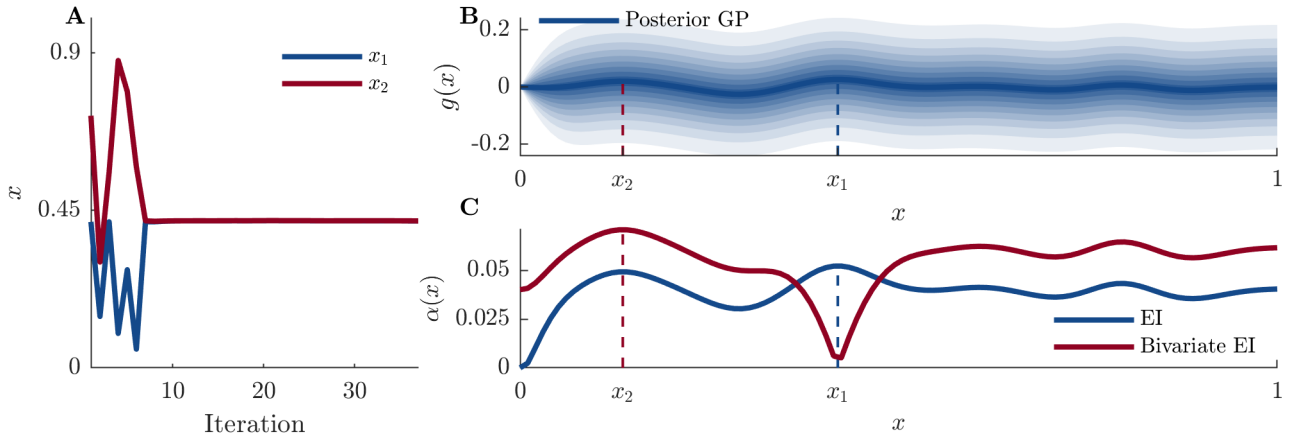 A
0.9
x₁
x₂
x
0.45
0
10
20
30
Iteration
B
Posterior GP
0.2
g(x)
0
-0.2
0
x₂
x₁
1
x
C
0.05
α(x)
0.025
EI
Bivariate EI
0
0
x₂
x₁
1
x